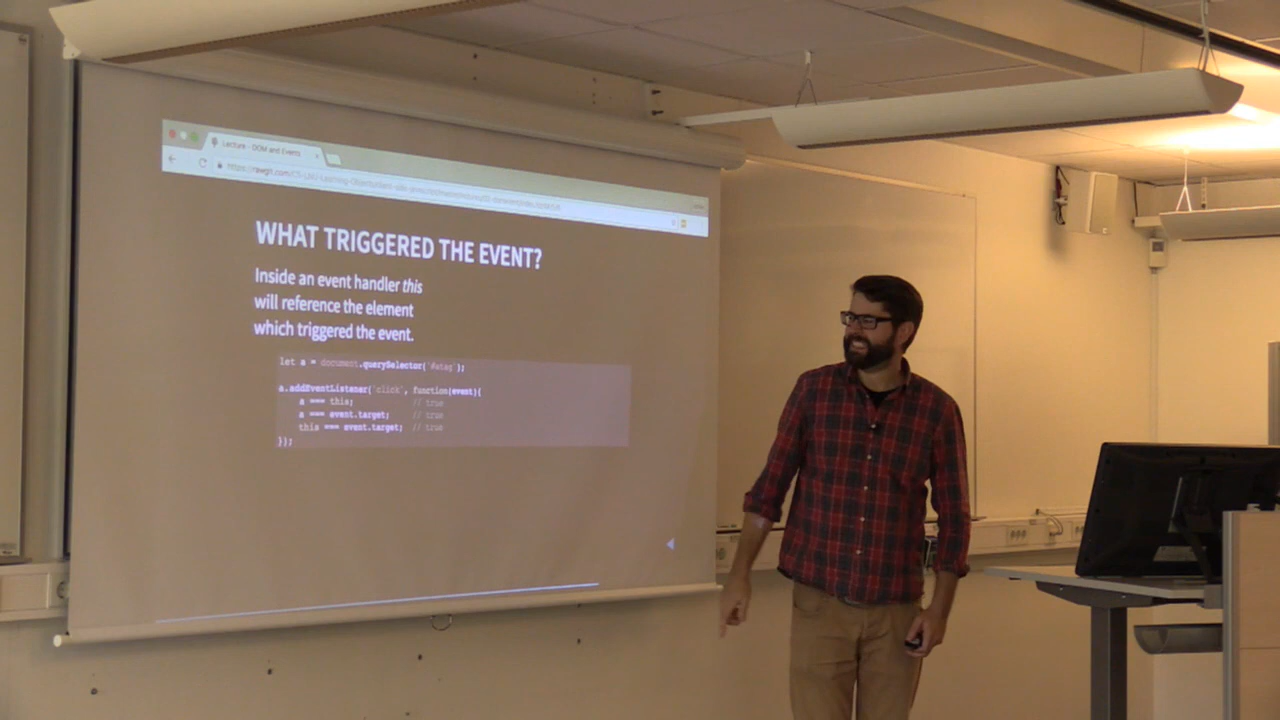 Lecture - DOM and Events
WHAT TRIGGERED THE EVENT?
Inside an event handler this
will reference the element
which triggered the event.
let a = document.querySelector('#atag');
a.addEventListener('click', function(event){
a === this; // true
a === event.target; // true
this === event.target; // true
});